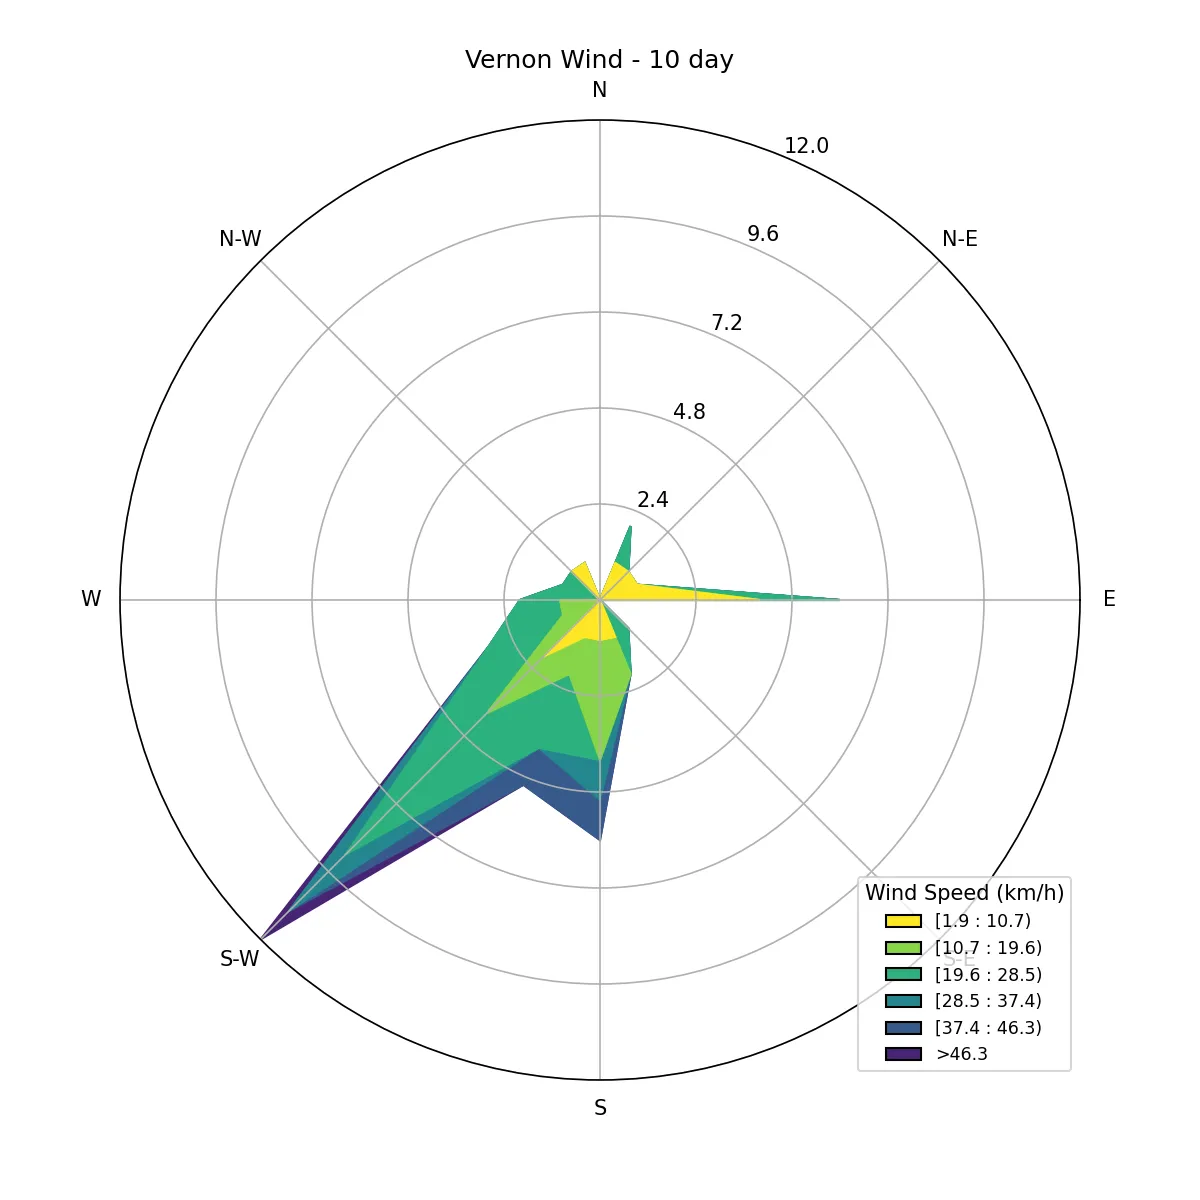 Vernon Wind - 10 day
N
12.0
N-W
9.6
N-E
7.2
4.8
2.4
W
E
S-W
S-E
S
Wind Speed (km/h)
[1.9 : 10.7)
[10.7 : 19.6)
[19.6 : 28.5)
[28.5 : 37.4)
[37.4 : 46.3)
>46.3